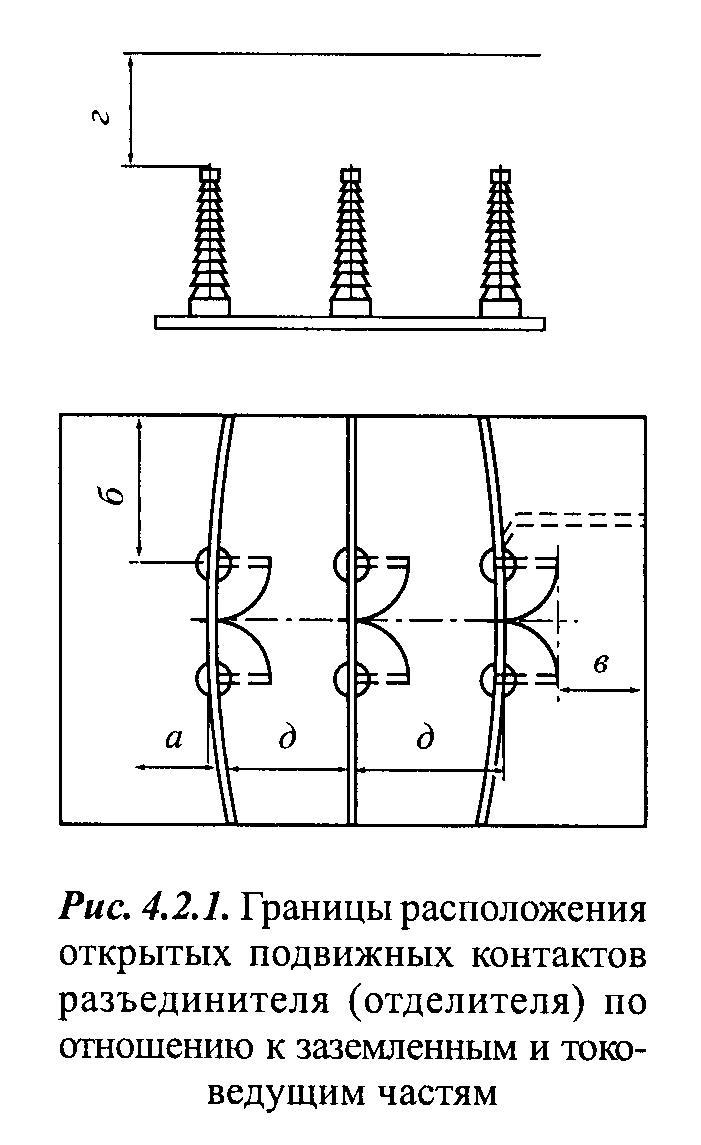 г
б
в
а
д
д
Рис. 4.2.1. Границы расположения
открытых подвижных контактов
разъединителя (отделителя) по
отношению к заземленным и токо-
ведущим частям